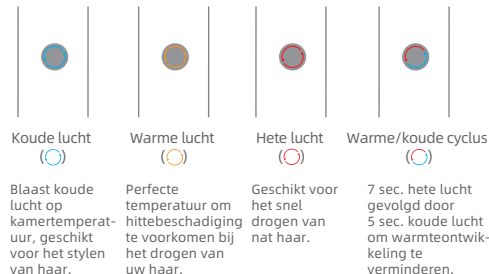 Koude lucht
Warme lucht
Hete lucht
Warme/koude cyclus
( )
( )
( )
( )
Blaast koude
lucht op
kamertemperat-
uur, geschikt
voor het stylen
van haar.
Perfecte
temperatuur om
hittebeschadiging
te voorkomen bij
het drogen van
uw haar.
Geschikt voor
het snel
drogen van
nat haar.
7 sec. hete lucht
gevolgd door
5 sec. koude lucht
om warmteontwik-
keling te
verminderen.